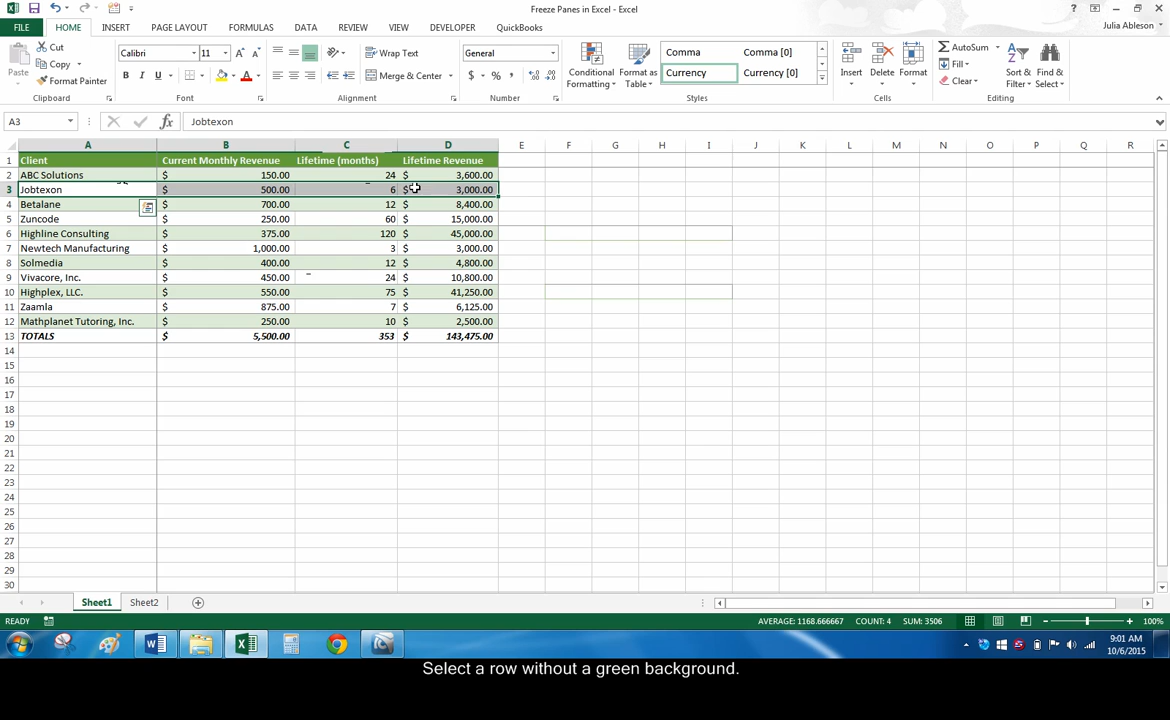 Freeze Panes in Excel - Excel
FILE HOME INSERT PAGE LAYOUT FORMULAS DATA REVIEW VIEW DEVELOPER QuickBooks Julia Ableson
Cut
Copy
Format Painter
Paste
Clipboard
Calibri 11
B I U
Font
Wrap Text
Merge & Center
Alignment
General
$ % ,
Number
Conditional Formatting
Format as Table
Comma Comma [0]
Currency Currency [0]
Styles
Insert Delete Format
Cells
AutoSum
Fill
Clear
Sort & Filter
Find & Select
Editing
A3 fx Jobtexon
A B C D E F G H I J K L M N O P Q R
1 Client Current Monthly Revenue Lifetime (months) Lifetime Revenue
2 ABC Solutions $ 150.00 24 $ 3,600.00
3 Jobtexon $ 500.00 6 $ 3,000.00
4 Betalane $ 700.00 12 $ 8,400.00
5 Zuncode $ 250.00 60 $ 15,000.00
6 Highline Consulting $ 375.00 120 $ 45,000.00
7 Newtech Manufacturing $ 1,000.00 3 $ 3,000.00
8 Solmedia $ 400.00 12 $ 4,800.00
9 Vivacore, Inc. $ 450.00 24 $ 10,800.00
10 Highplex, LLC. $ 550.00 75 $ 41,250.00
11 Zaamla $ 875.00 7 $ 6,125.00
12 Mathplanet Tutoring, Inc. $ 250.00 10 $ 2,500.00
13 TOTALS $ 5,500.00 353 $ 143,475.00
14
15
16
17
18
19
20
21
22
23
24
25
26
27
28
29
30
Sheet1 Sheet2
READY AVERAGE: 1168.666667 COUNT: 4 SUM: 3506 100%
9:01 AM
10/6/2015
Select a row without a green background.